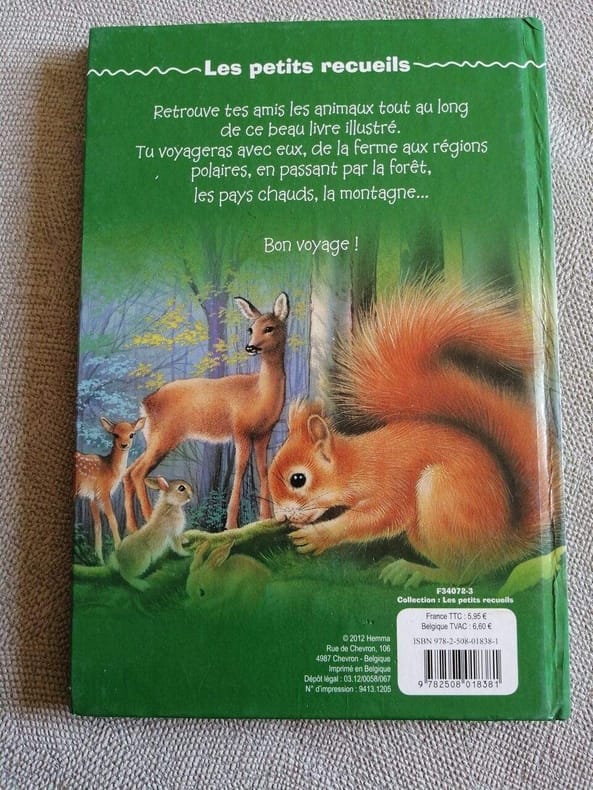 Les petits recueils
Retrouve tes amis les animaux tout au long
de ce beau livre illustré.
Tu voyageras avec eux, de la ferme aux régions
polaires, en passant par la forêt,
les pays chauds, la montagne...
Bon voyage !
F34072-3
Collection : Les petits recueils
France TTC : 5,95 €
Belgique TVAC : 6,60 €
ISBN 978-2-508-01838-1
9 782508 018381
© 2012 Hemma
Rue de Chevron, 106
4987 Chevron - Belgique
Imprimé en Belgique
Dépôt légal : 03.12/0058/067
N° d'impression : 9413.1205